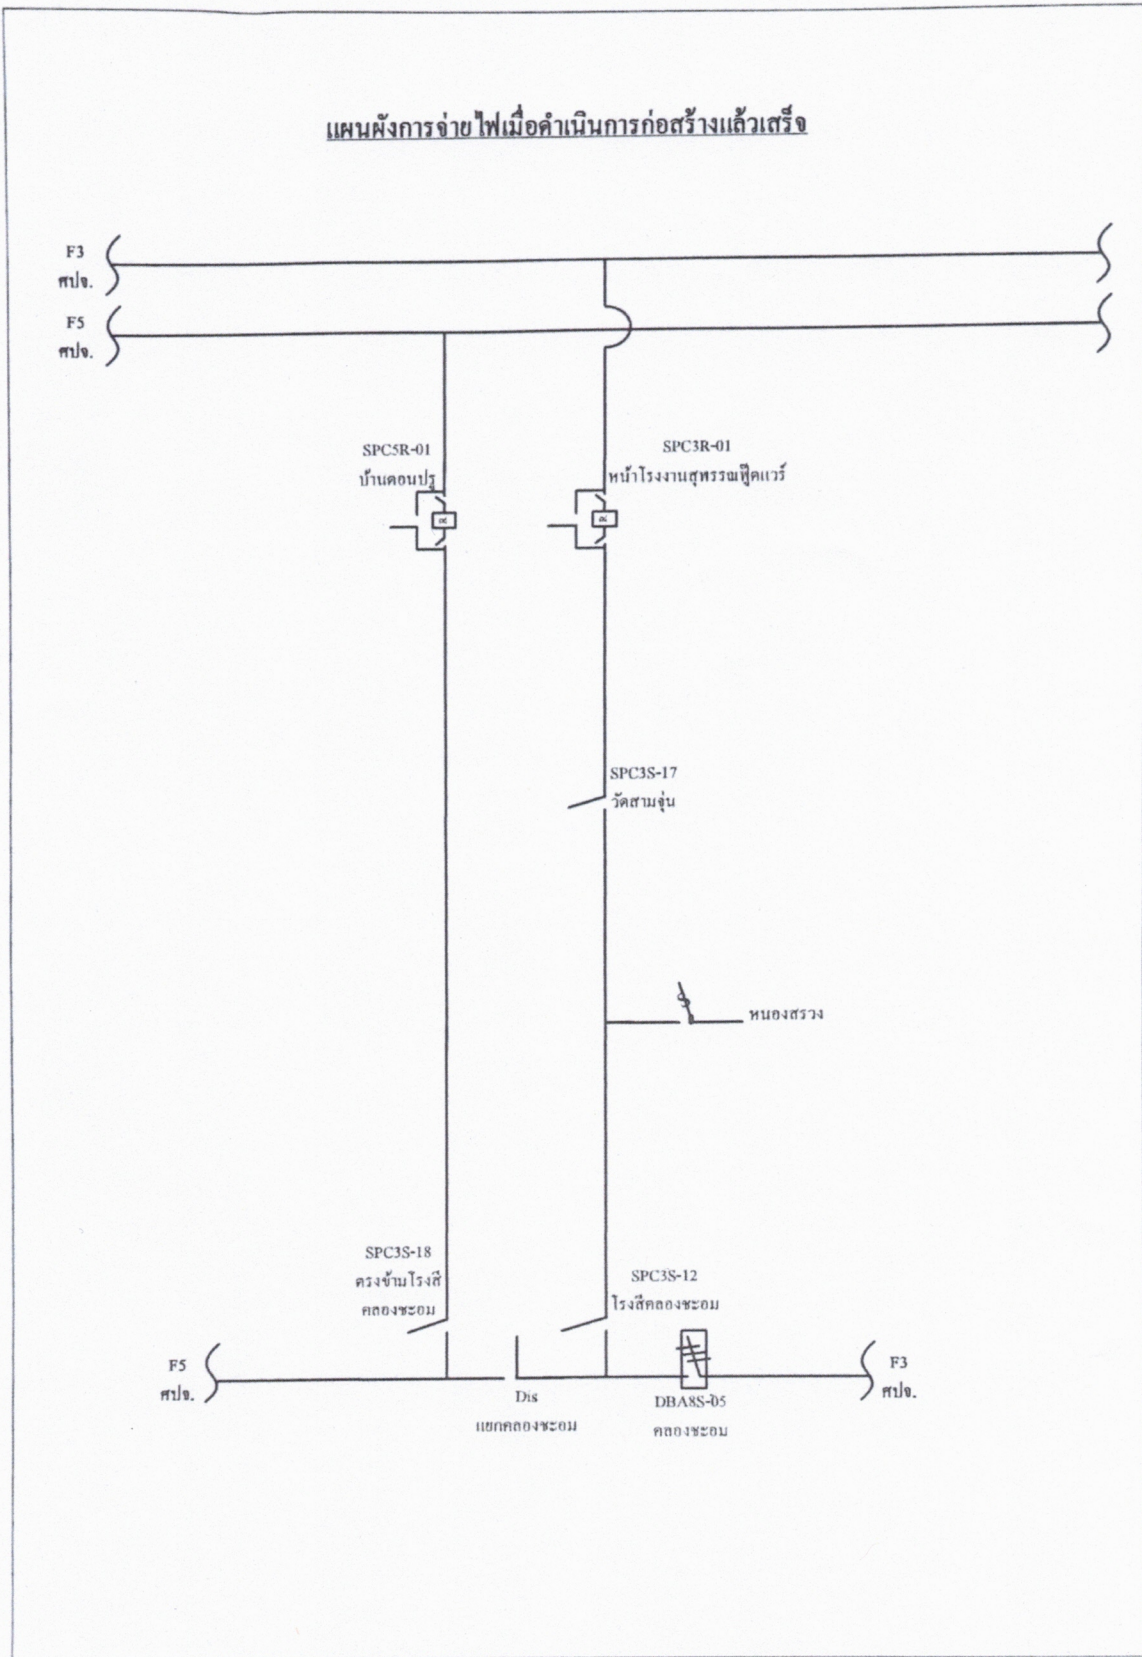 แผนผังการจ่ายไฟเมื่อดำเนินการก่อสร้างแล้วเสร็จ
F3
ศปจ.
F5
ศปจ.
SPC5R-01
บ้านดอนปรู
SPC3R-01
หน้าโรงงานสุพรรณฟู๊ดแวร์
R
R
SPC3S-17
วัดสามจุ่น
หนองสรวง
SPC3S-18
ตรงข้ามโรงสี
คลองชะอม
SPC3S-12
โรงสีคลองชะอม
F5
ศปจ.
Dis
แยกคลองชะอม
DBA8S-05
คลองชะอม
F3
ศปจ.